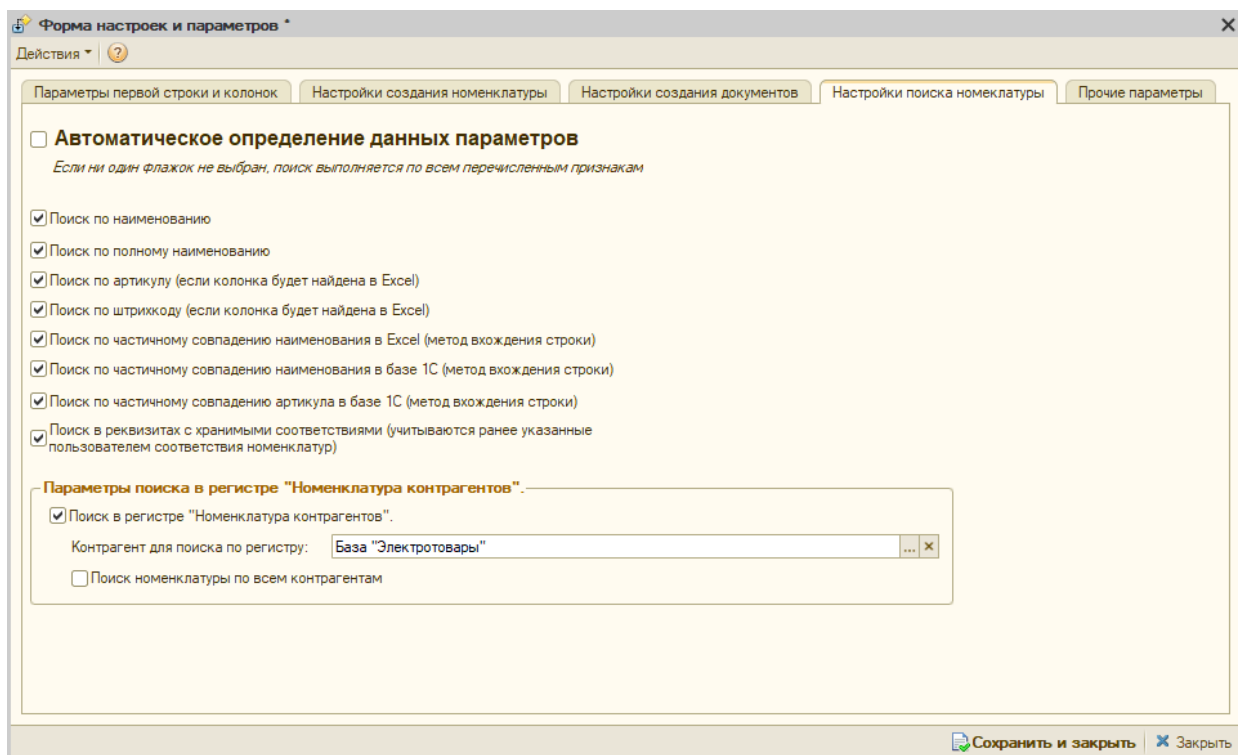 Форма настроек и параметров *
Действия
Параметры первой строки и колонок
Настройки создания номенклатуры
Настройки создания документов
Настройки поиска номеклатуры
Прочие параметры
Автоматическое определение данных параметров
Если ни один флажок не выбран, поиск выполняется по всем перечисленным признакам
Поиск по наименованию
Поиск по полному наименованию
Поиск по артикулу (если колонка будет найдена в Excel)
Поиск по штрихкоду (если колонка будет найдена в Excel)
Поиск по частичному совпадению наименования в Excel (метод вхождения строки)
Поиск по частичному совпадению наименования в базе 1С (метод вхождения строки)
Поиск по частичному совпадению артикула в базе 1С (метод вхождения строки)
Поиск в реквизитах с хранимыми соответствиями (учитываются ранее указанные
пользователем соответствия номенклатур)
Параметры поиска в регистре "Номенклатура контрагентов".
Поиск в регистре "Номенклатура контрагентов".
Контрагент для поиска по регистру:
База "Электротовары"
...
Поиск номенклатуры по всем контрагентам
Сохранить и закрыть
Закрыть